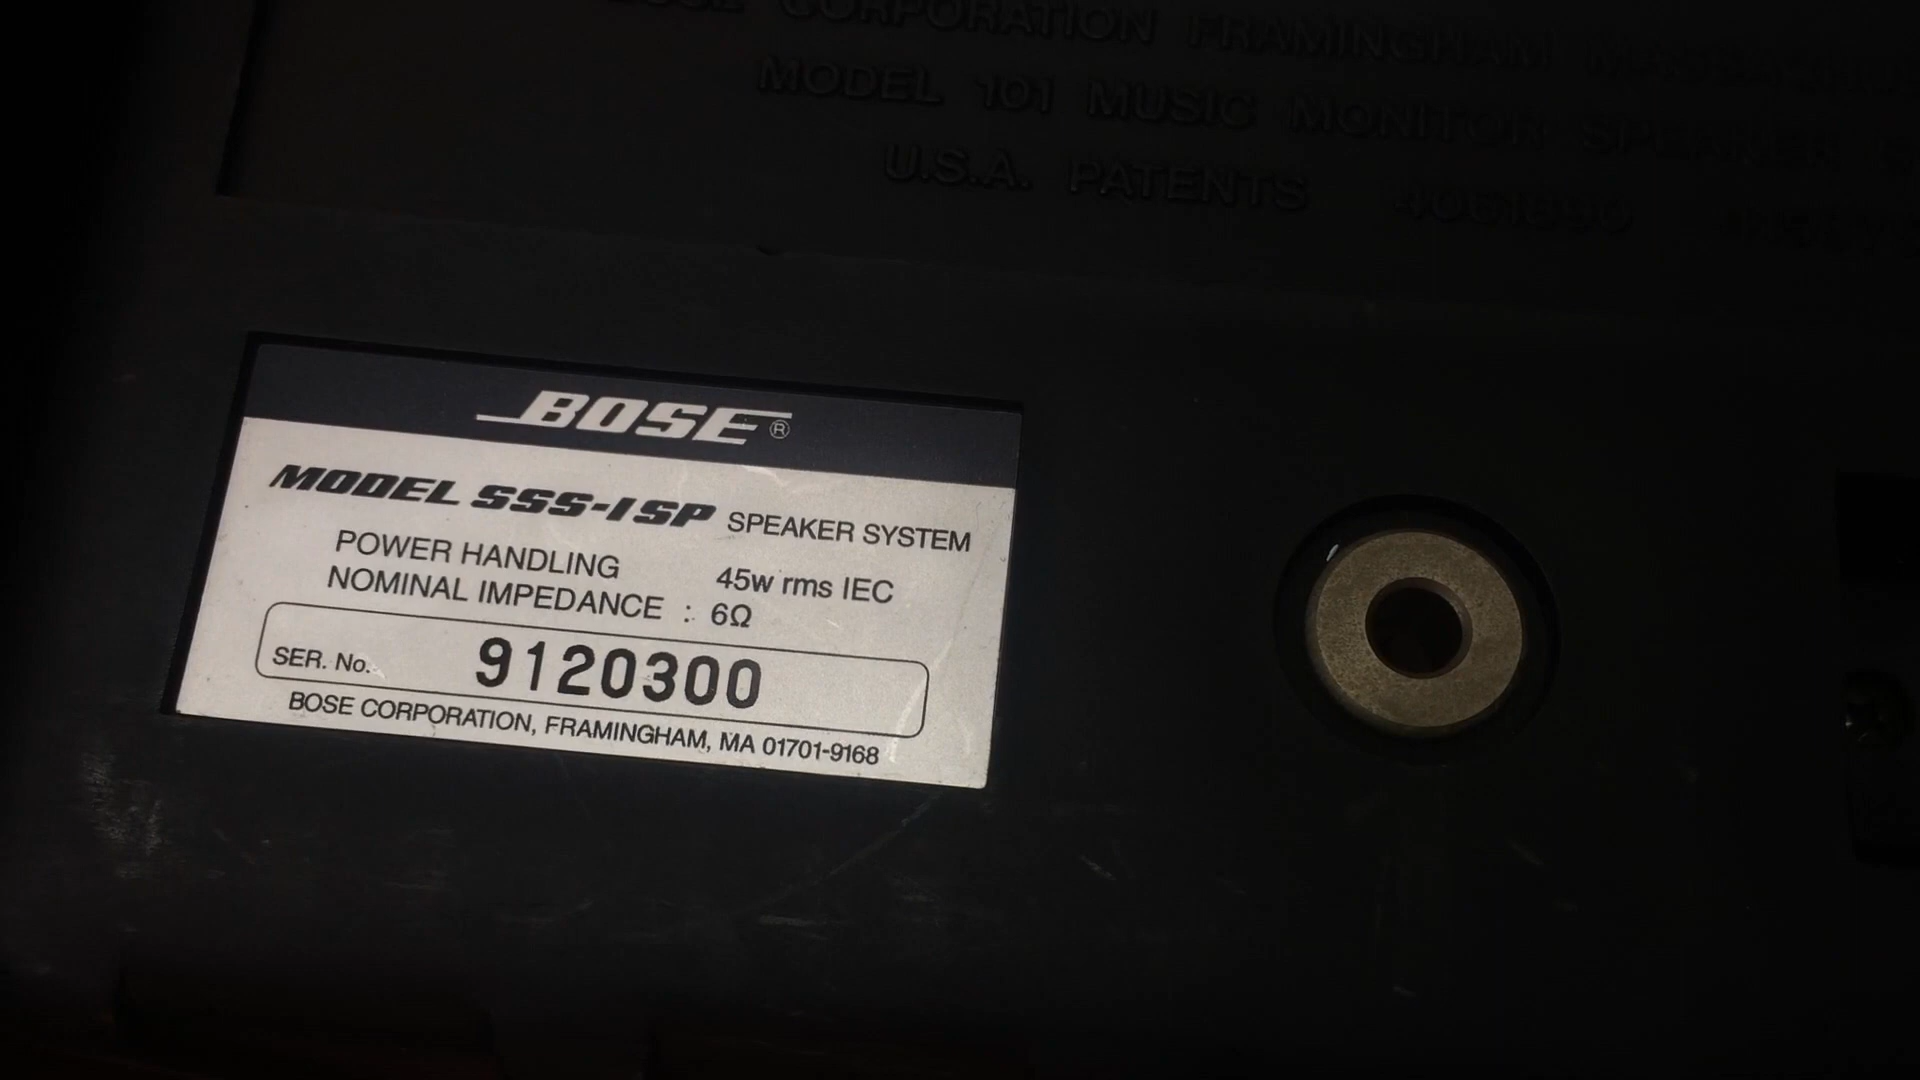 CORPORATION FRAMINGHAM
MODEL 101 MUSIC MONITOR SPEAKER
U.S.A. PATENTS
BOSE®
MODEL SSS-1SP SPEAKER SYSTEM
POWER HANDLING 45w rms IEC
NOMINAL IMPEDANCE : 6Ω
SER. No. 9120300
BOSE CORPORATION, FRAMINGHAM, MA 01701-9168